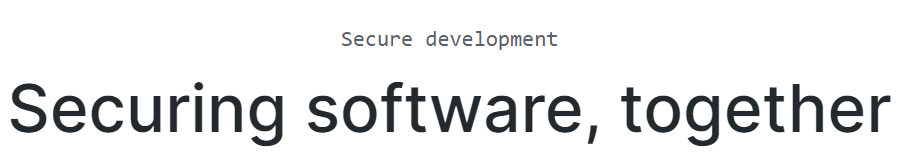 Secure development
Securing software, together